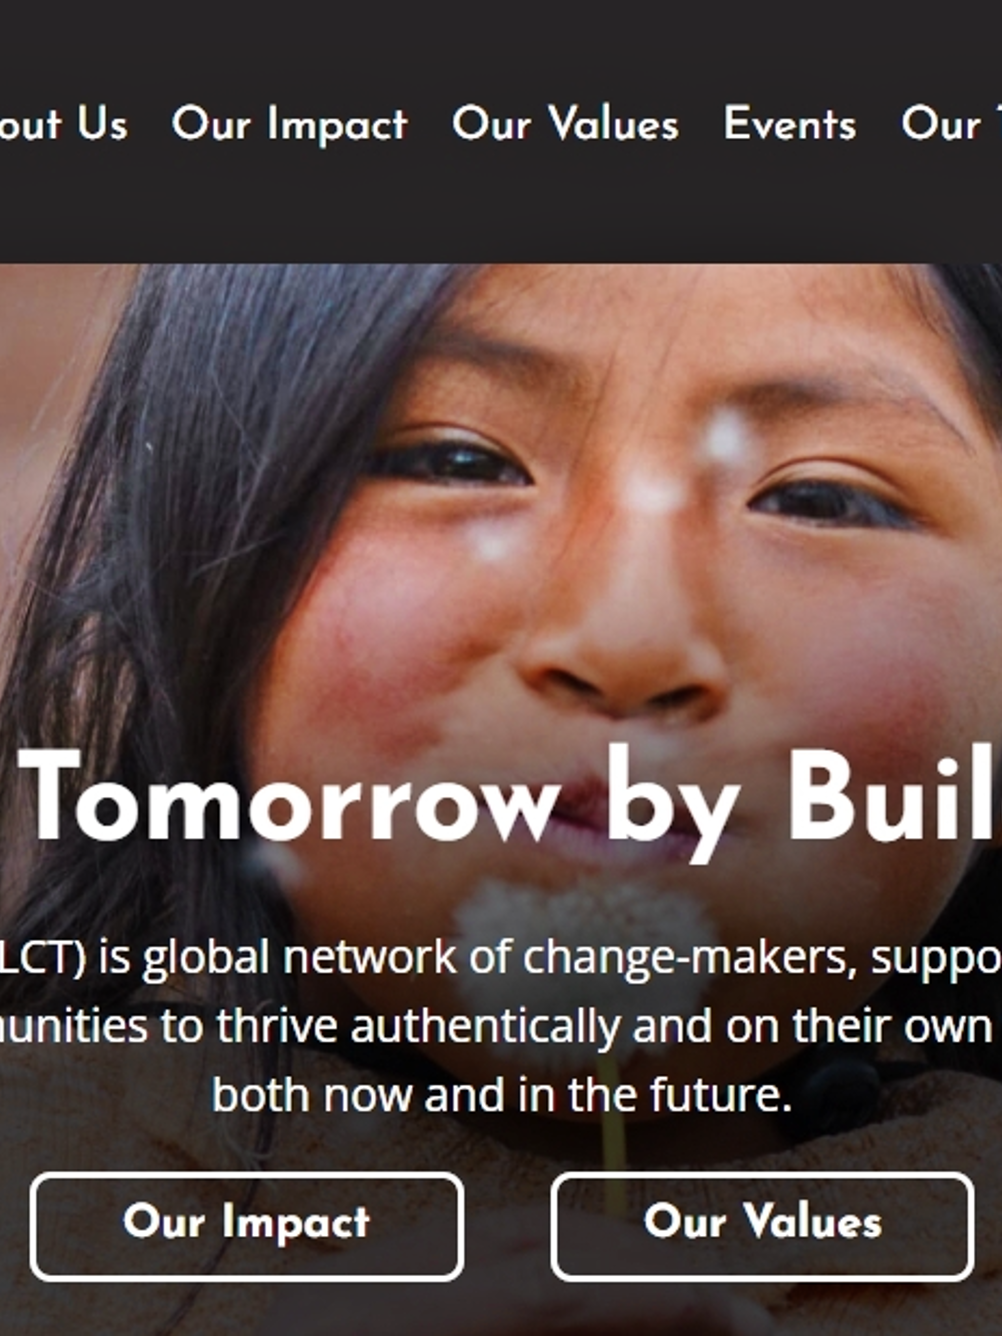 out Us Our Impact Our Values Events Our
Tomorrow by Buil
LCT) is global network of change-makers, suppo
unities to thrive authentically and on their own
both now and in the future.
Our Impact Our Values